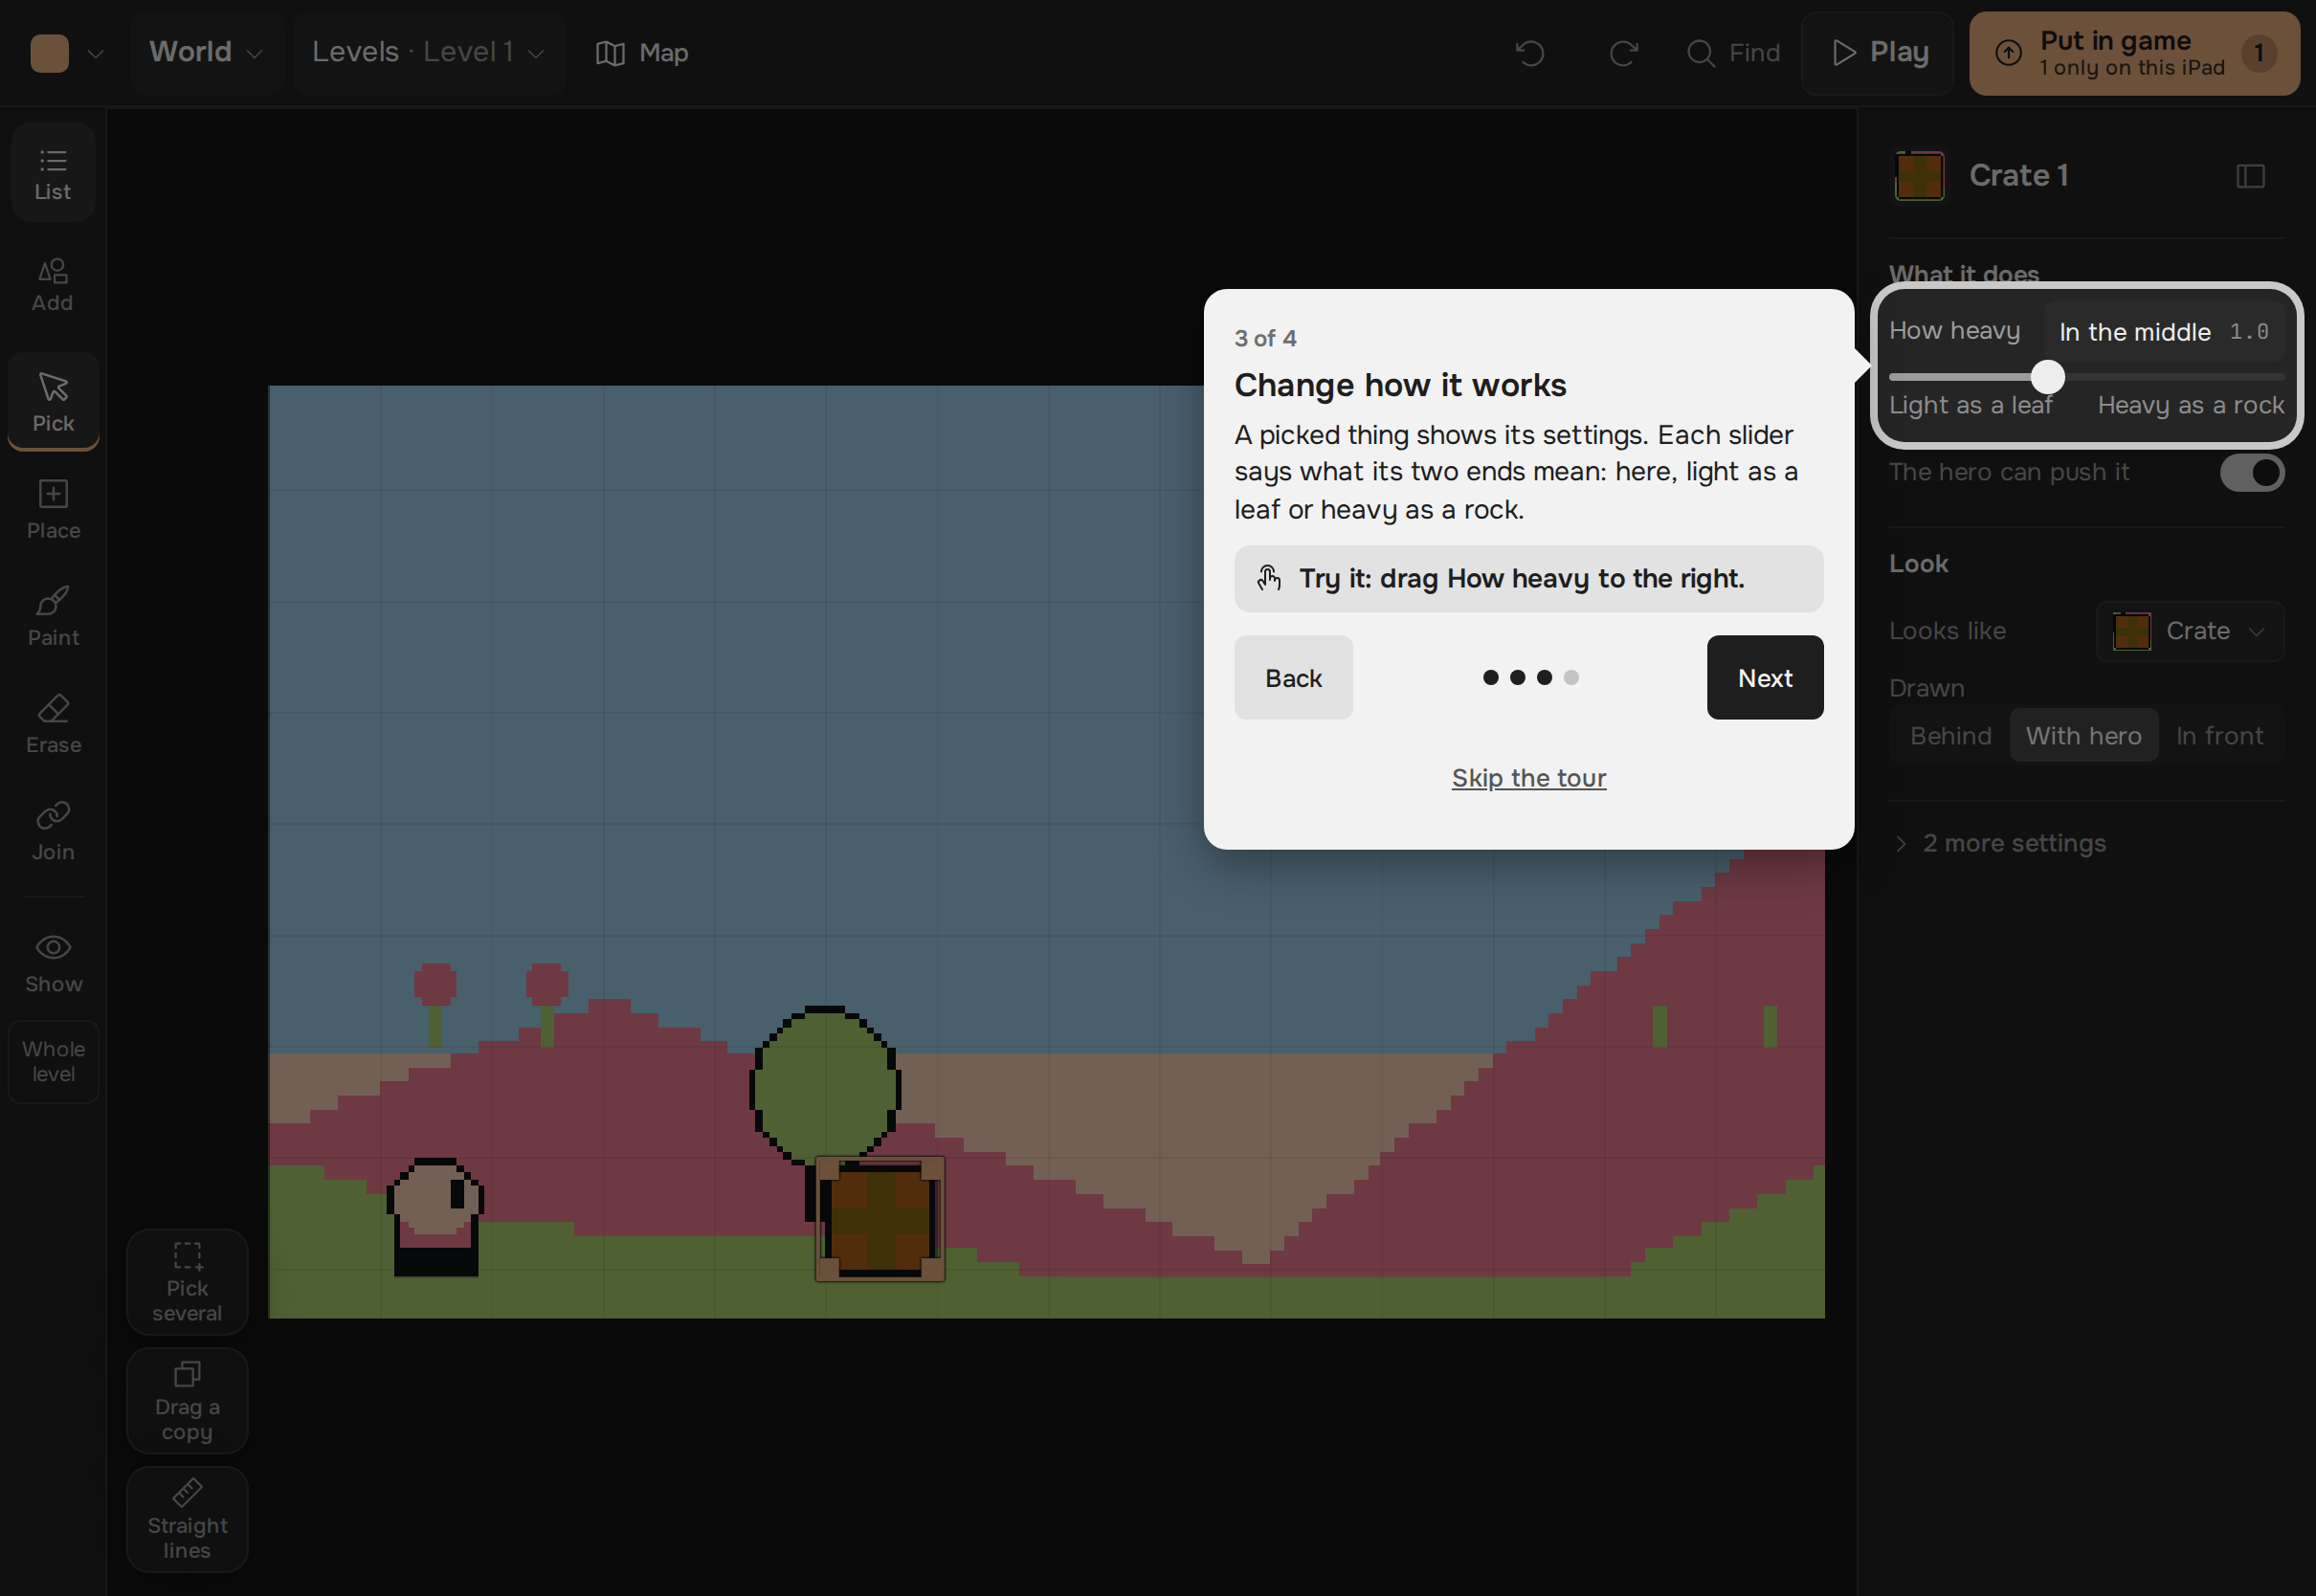 World
Levels · Level 1
Map
Find
Play
Put in game
1 only on this iPad
1
List
Add
Pick
Place
Paint
Erase
Join
Show
Whole
level
Pick
several
Drag a
copy
Straight
lines
3 of 4
Change how it works
A picked thing shows its settings. Each slider
says what its two ends mean: here, light as a
leaf or heavy as a rock.
Try it: drag How heavy to the right.
Back
Next
Skip the tour
Crate 1
What it does
How heavy
In the middle 1.0
Light as a leaf
Heavy as a rock
The hero can push it
Look
Looks like
Crate
Drawn
Behind
With hero
In front
2 more settings